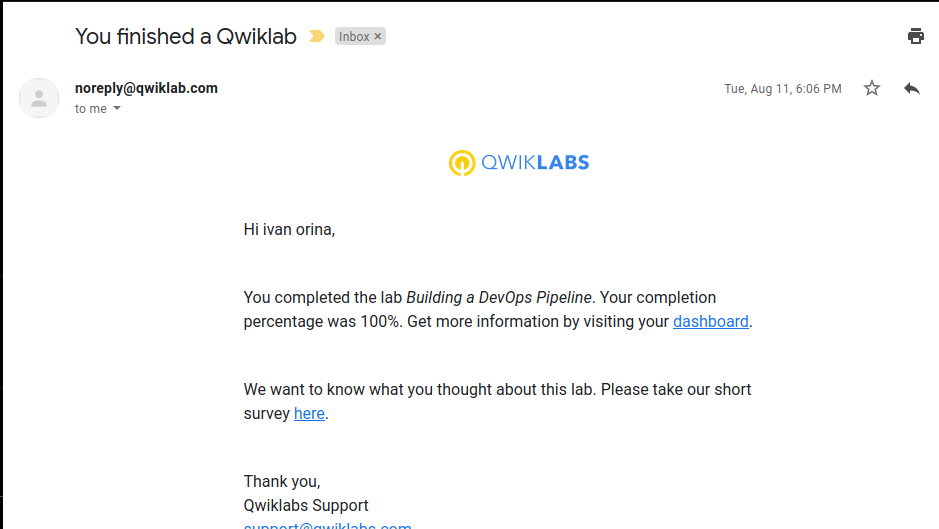 You finished a Qwiklab
Inbox ×
noreply@qwiklab.com
Tue, Aug 11, 6:06 PM
to me
QWIKLABS
Hi ivan orina,
You completed the lab Building a DevOps Pipeline. Your completion
percentage was 100%. Get more information by visiting your dashboard.
We want to know what you thought about this lab. Please take our short
survey here.
Thank you,
Qwiklabs Support
support@qwiklabs.com